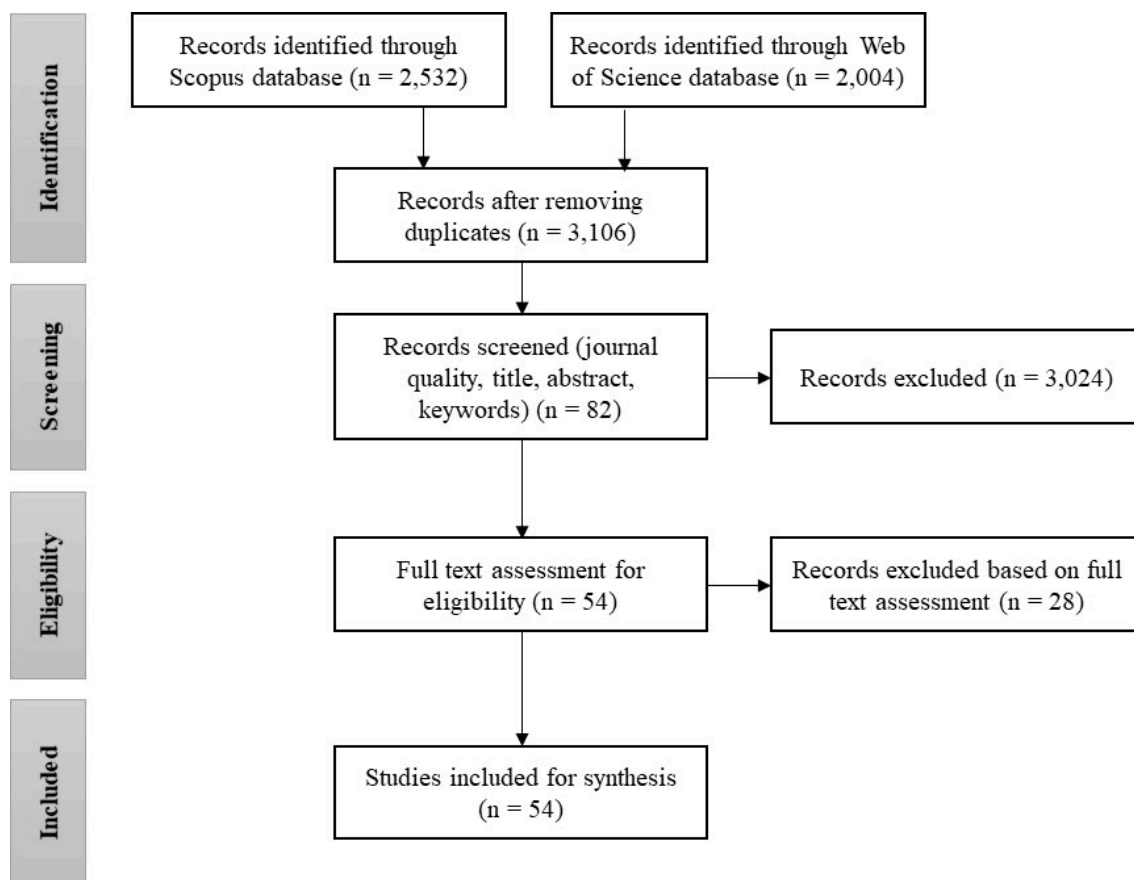 Identification
Records identified through
Scopus database (n = 2,532)
Records identified through Web
of Science database (n = 2,004)
Records after removing
duplicates (n = 3,106)
Screening
Records screened (journal
quality, title, abstract,
keywords) (n = 82)
Records excluded (n = 3,024)
Eligibility
Full text assessment for
eligibility (n = 54)
Records excluded based on full
text assessment (n = 28)
Included
Studies included for synthesis
(n = 54)